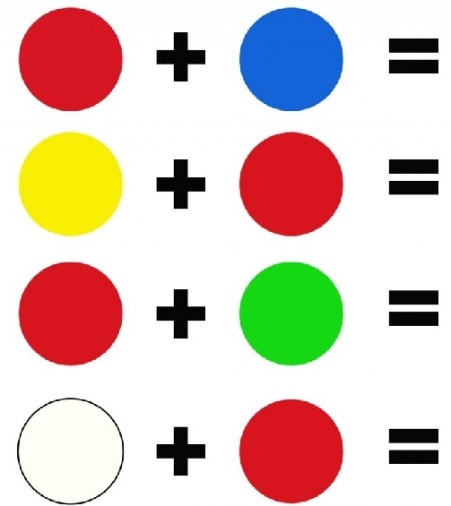 + =
+ =
+ =
+ =